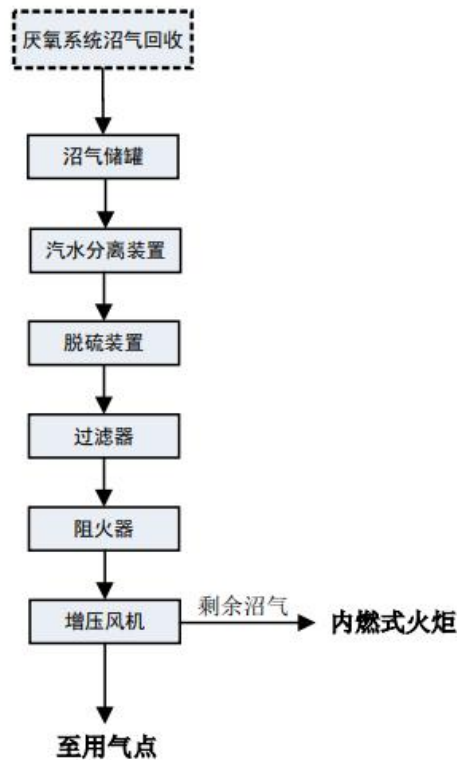 厌氧系统沼气回收
沼气储罐
汽水分离装置
脱硫装置
过滤器
阻火器
增压风机
剩余沼气
内燃式火炬
至用气点